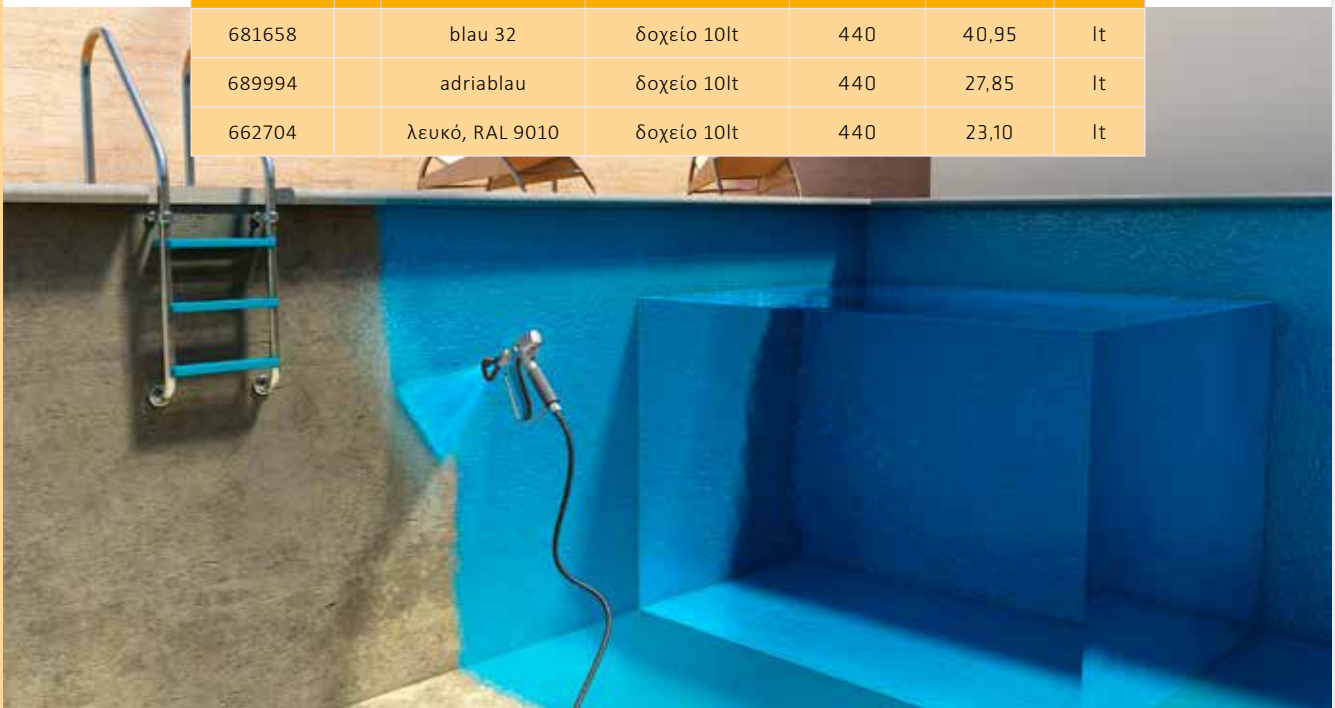 681658 blau 32 δοχείο 10lt 440 40,95 lt
689994 adriablau δοχείο 10lt 440 27,85 lt
662704 λευκό, RAL 9010 δοχείο 10lt 440 23,10 lt